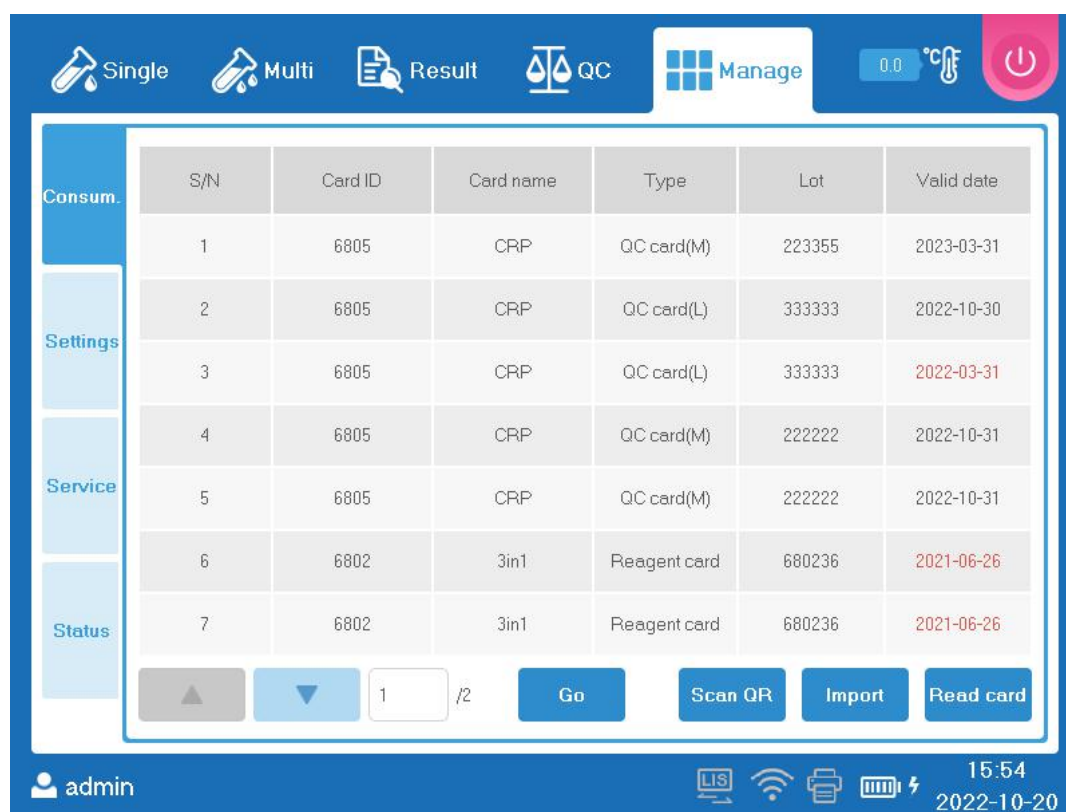 Single Multi Result QC Manage 0.0 °C/°F
Consum.
Settings
Service
Status
S/N Card ID Card name Type Lot Valid date
1 6805 CRP QC card(M) 223355 2023-03-31
2 6805 CRP QC card(L) 333333 2022-10-30
3 6805 CRP QC card(L) 333333 2022-03-31
4 6805 CRP QC card(M) 222222 2022-10-31
5 6805 CRP QC card(M) 222222 2022-10-31
6 6802 3in1 Reagent card 680236 2021-06-26
7 6802 3in1 Reagent card 680236 2021-06-26
1 /2 Go Scan QR Import Read card
admin LIS 15:54
2022-10-20